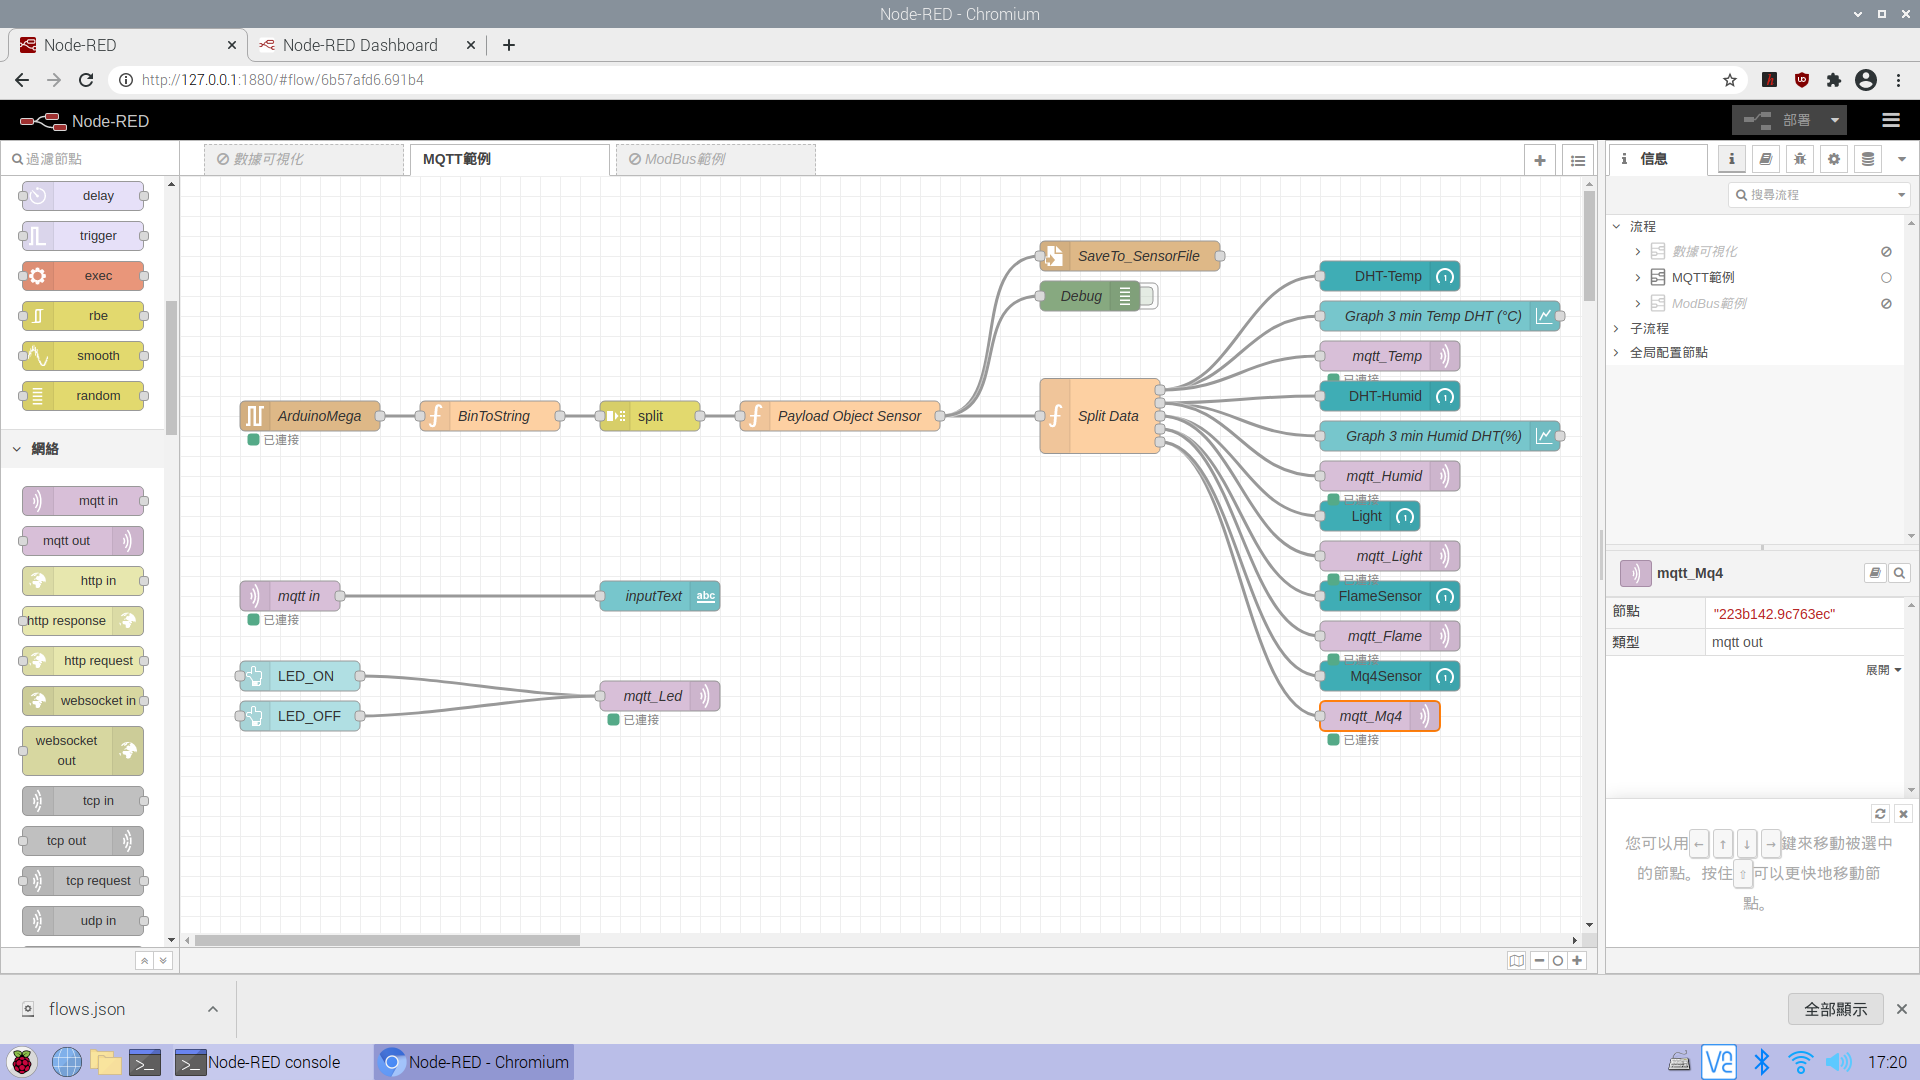 Node-RED - Chromium
Node-RED
Node-RED Dashboard
http://127.0.0.1:1880/#flow/6b57afd6.691b4
Node-RED
部署
過濾節點
數據可視化
MQTT範例
ModBus範例
信息
delay
trigger
exec
rbe
smooth
random
網絡
mqtt in
mqtt out
http in
http response
http request
websocket in
websocket out
tcp in
tcp out
tcp request
udp in
ArduinoMega
已連接
BinToString
split
Payload Object Sensor
SaveTo_SensorFile
Debug
Split Data
DHT-Temp
Graph 3 min Temp DHT (°C)
mqtt_Temp
已連接
DHT-Humid
Graph 3 min Humid DHT(%)
mqtt_Humid
已連接
Light
mqtt_Light
已連接
FlameSensor
mqtt_Flame
已連接
Mq4Sensor
mqtt_Mq4
已連接
mqtt in
已連接
inputText
abc
LED_ON
LED_OFF
mqtt_Led
已連接
搜尋流程
流程
數據可視化
MQTT範例
ModBus範例
子流程
全局配置節點
mqtt_Mq4
節點 "223b142.9c763ec"
類型 mqtt out
展開
您可以用 ← ↑ ↓ → 鍵來移動被選中
的節點。按住 ⇧ 可以更快地移動節
點。
flows.json
全部顯示
Node-RED console
Node-RED - Chromium
17:20